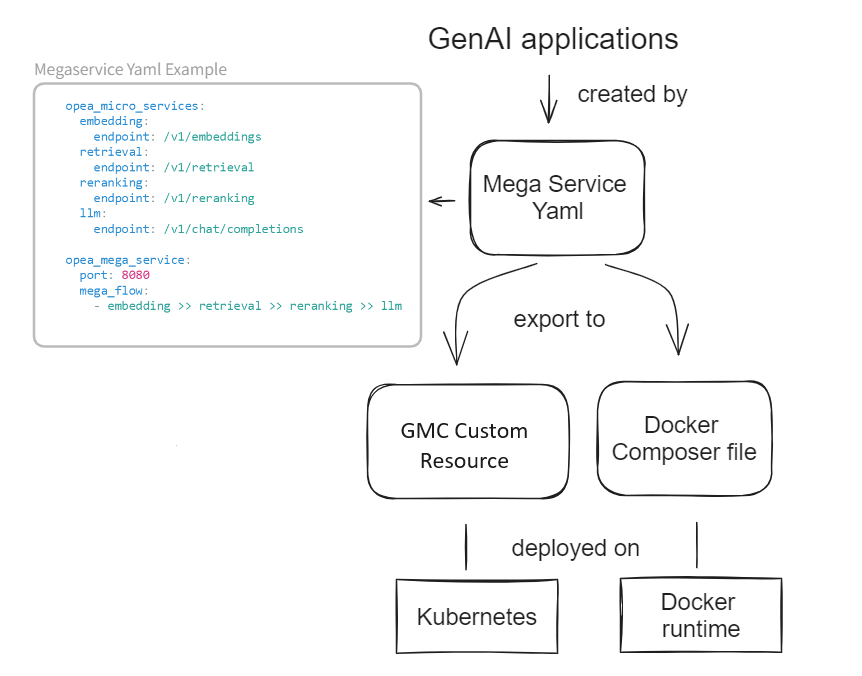 GenAI applications
Megaservice Yaml Example
created by
opea_micro_services:
embedding:
endpoint: /v1/embeddings
retrieval:
endpoint: /v1/retrieval
reranking:
endpoint: /v1/reranking
llm:
endpoint: /v1/chat/completions
opea_mega_service:
port: 8080
mega_flow:
- embedding >> retrieval >> reranking >> llm
Mega Service
Yaml
export to
GMC Custom
Resource
Docker
Composer file
deployed on
Kubernetes
Docker
runtime